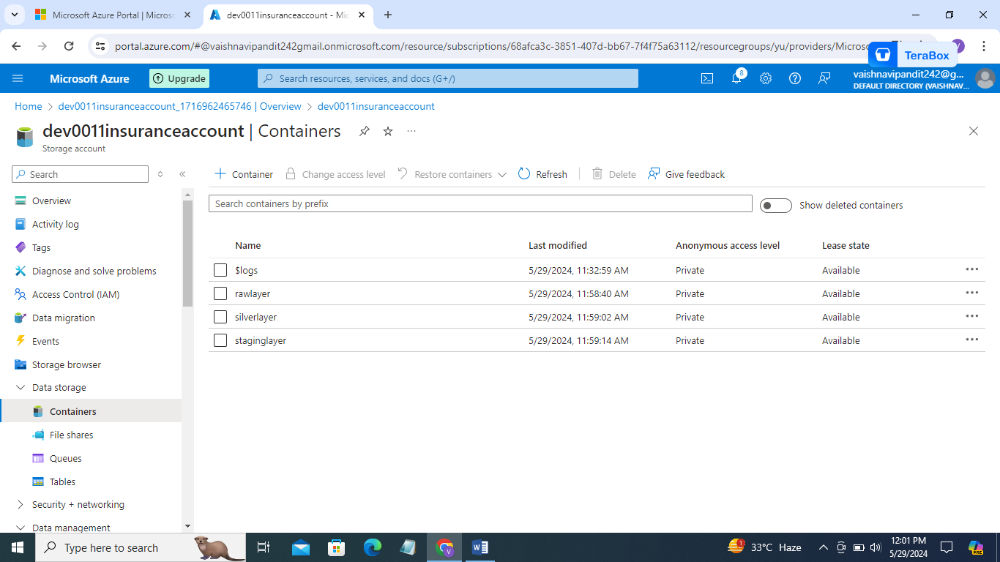 Microsoft Azure Portal | Micros
dev0011insuranceaccount - Mic
portal.azure.com/#@vaishnavipandit242gmail.onmicrosoft.com/resource/subscriptions/68afca3c-3851-407d-bb67-7f4f75a63112/resourcegroups/yu/providers/Micros
V
TeraBox
Microsoft Azure
Upgrade
Search resources, services, and docs (G+/)
8
vaishnavipandit242@g...
DEFAULT DIRECTORY (VAISHNAV...
Home > dev0011insuranceaccount_1716962465746 | Overview > dev0011insuranceaccount
dev0011insuranceaccount | Containers
Storage account
Search
Container
Change access level
Restore containers
Refresh
Delete
Give feedback
Search containers by prefix
Show deleted containers
Overview
Activity log
Tags
Diagnose and solve problems
Access Control (IAM)
Data migration
Events
Storage browser
Data storage
Containers
File shares
Queues
Tables
Security + networking
Data management
Name Last modified Anonymous access level Lease state
$logs 5/29/2024, 11:32:59 AM Private Available
rawlayer 5/29/2024, 11:58:40 AM Private Available
silverlayer 5/29/2024, 11:59:02 AM Private Available
staginglayer 5/29/2024, 11:59:14 AM Private Available
Type here to search
V
W
1
33°C Haze
12:01 PM
5/29/2024
PRE